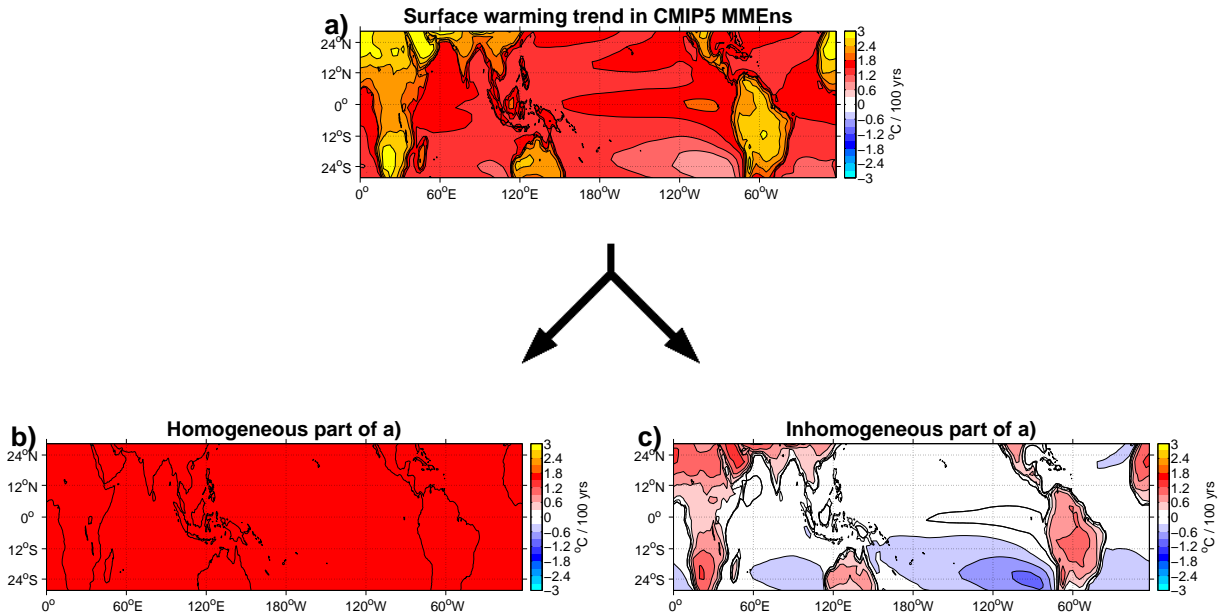 a) Surface warming trend in CMIP5 MMEns
24°N
12°N
0°
12°S
24°S
0° 60°E 120°E 180°W 120°W 60°W
3
2.4
1.8
1.2
0.6
0
−0.6
−1.2
−1.8
−2.4
−3
°C / 100 yrs
b) Homogeneous part of a)
24°N
12°N
0°
12°S
24°S
0° 60°E 120°E 180°W 120°W 60°W
3
2.4
1.8
1.2
0.6
0
−0.6
−1.2
−1.8
−2.4
−3
°C / 100 yrs
c) Inhomogeneous part of a)
24°N
12°N
0°
12°S
24°S
0° 60°E 120°E 180°W 120°W 60°W
3
2.4
1.8
1.2
0.6
0
−0.6
−1.2
−1.8
−2.4
−3
°C / 100 yrs